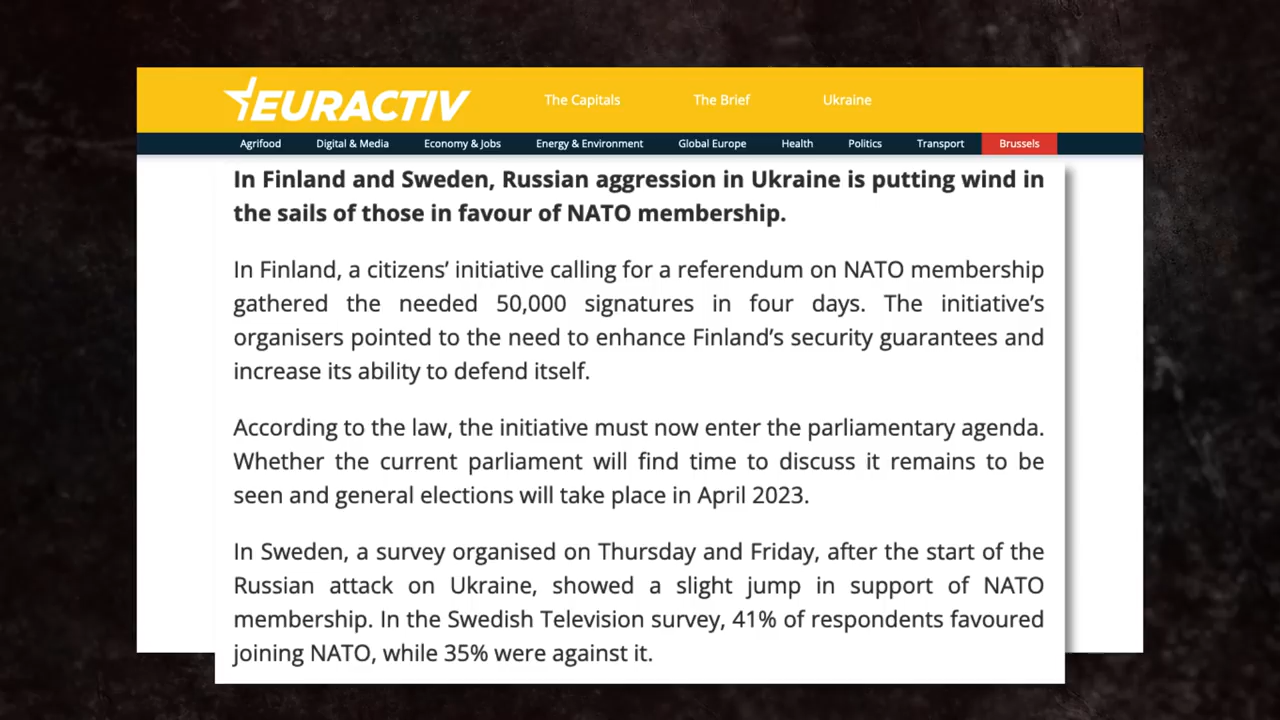 EURACTIV
The Capitals
The Brief
Ukraine
Agrifood
Digital & Media
Economy & Jobs
Energy & Environment
Global Europe
Health
Politics
Transport
Brussels
In Finland and Sweden, Russian aggression in Ukraine is putting wind in
the sails of those in favour of NATO membership.
In Finland, a citizens’ initiative calling for a referendum on NATO membership
gathered the needed 50,000 signatures in four days. The initiative’s
organisers pointed to the need to enhance Finland’s security guarantees and
increase its ability to defend itself.
According to the law, the initiative must now enter the parliamentary agenda.
Whether the current parliament will find time to discuss it remains to be
seen and general elections will take place in April 2023.
In Sweden, a survey organised on Thursday and Friday, after the start of the
Russian attack on Ukraine, showed a slight jump in support of NATO
membership. In the Swedish Television survey, 41% of respondents favoured
joining NATO, while 35% were against it.